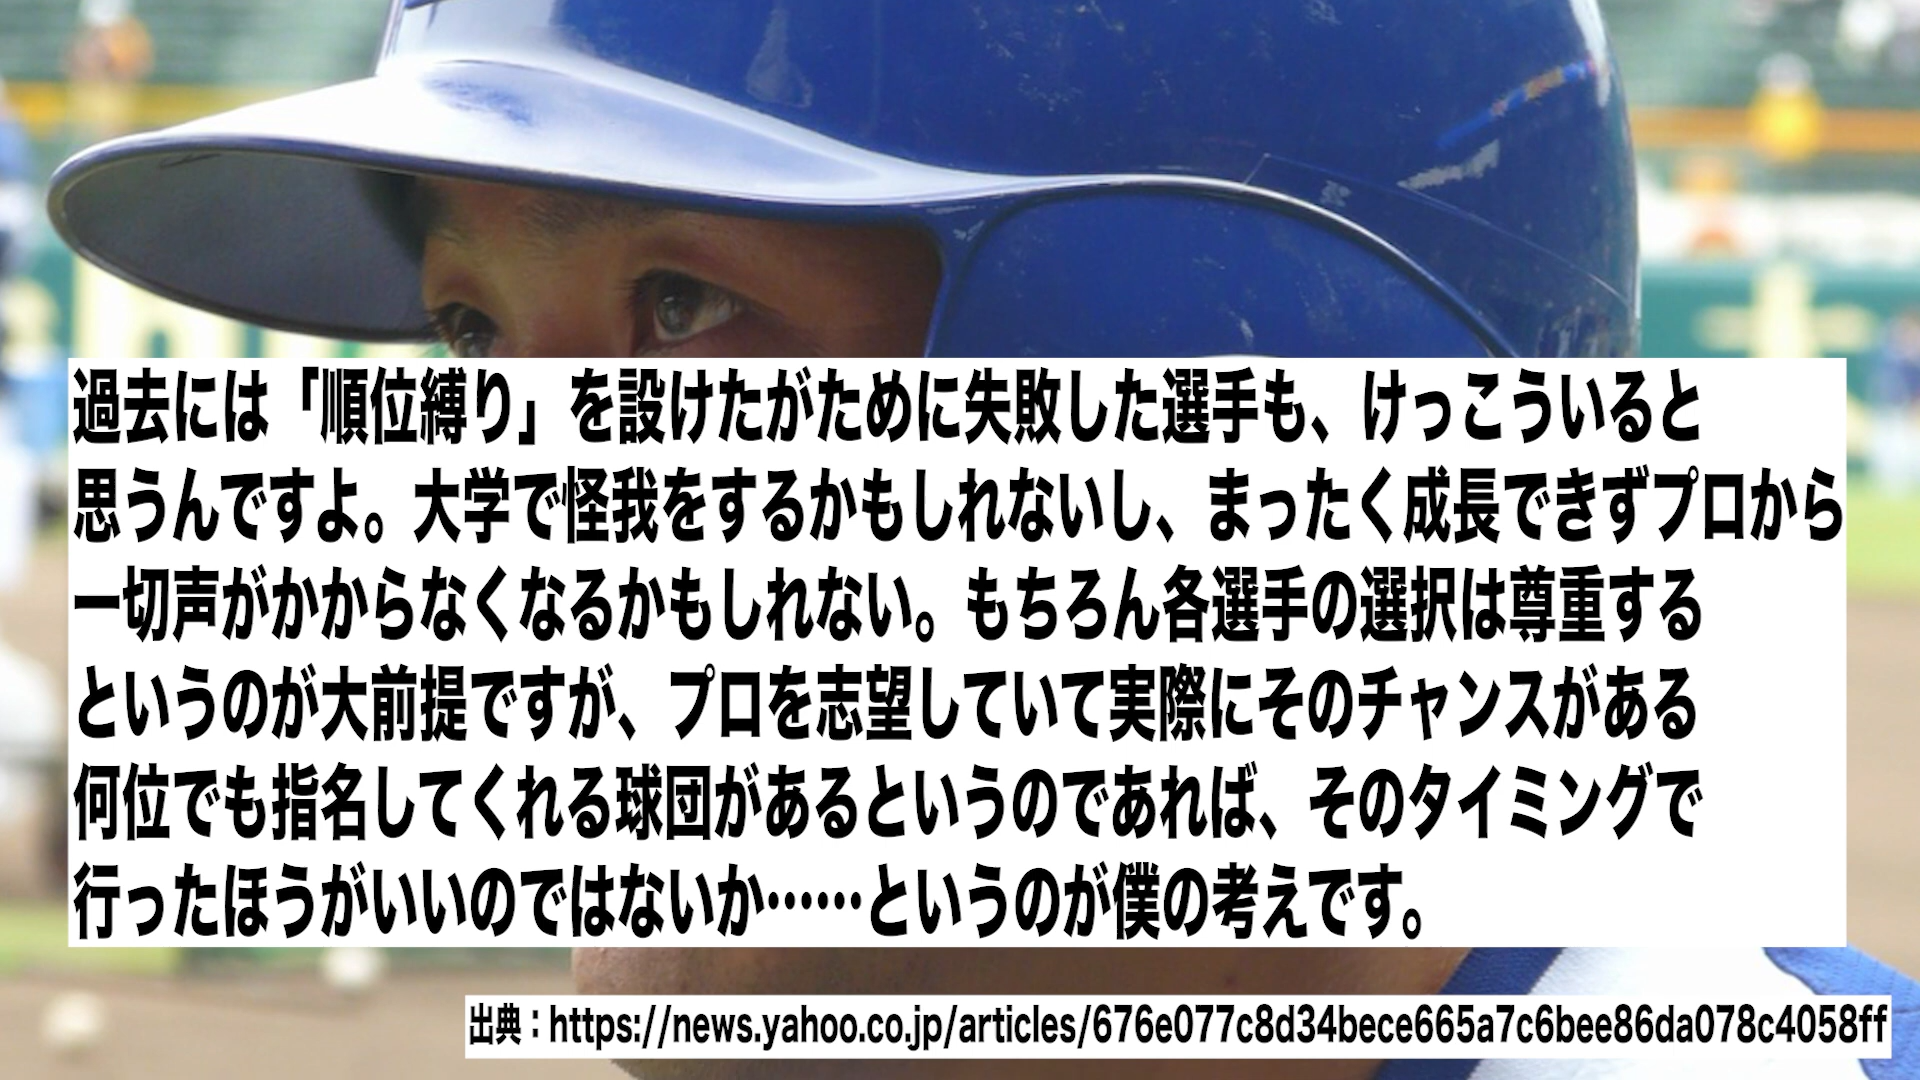 過去には「順位縛り」を設けたがために失敗した選手も、けっこういると
思うんですよ。大学で怪我をするかもしれないし、まったく成長できずプロから
一切声がかからなくなるかもしれない。もちろん各選手の選択は尊重する
というのが大前提ですが、プロを志望していて実際にそのチャンスがある
何位でも指名してくれる球団があるというのであれば、そのタイミングで
行ったほうがいいのではないか……というのが僕の考えです。
出典：https://news.yahoo.co.jp/articles/676e077c8d34bece665a7c6bee86da078c4058ff